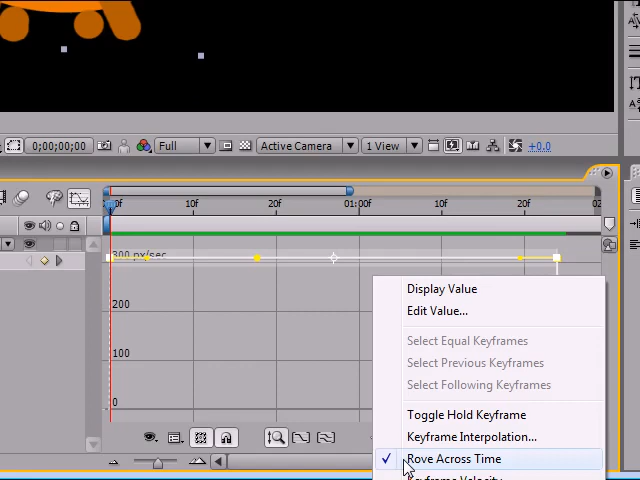 0;00;00;00 Full Active Camera 1 View +0.0
0f 10f 20f 01:00f 10f 20f 02
300 px/sec
200
100
0
Display Value
Edit Value...
Select Equal Keyframes
Select Previous Keyframes
Select Following Keyframes
Toggle Hold Keyframe
Keyframe Interpolation...
Rove Across Time
Keyframe Velocity